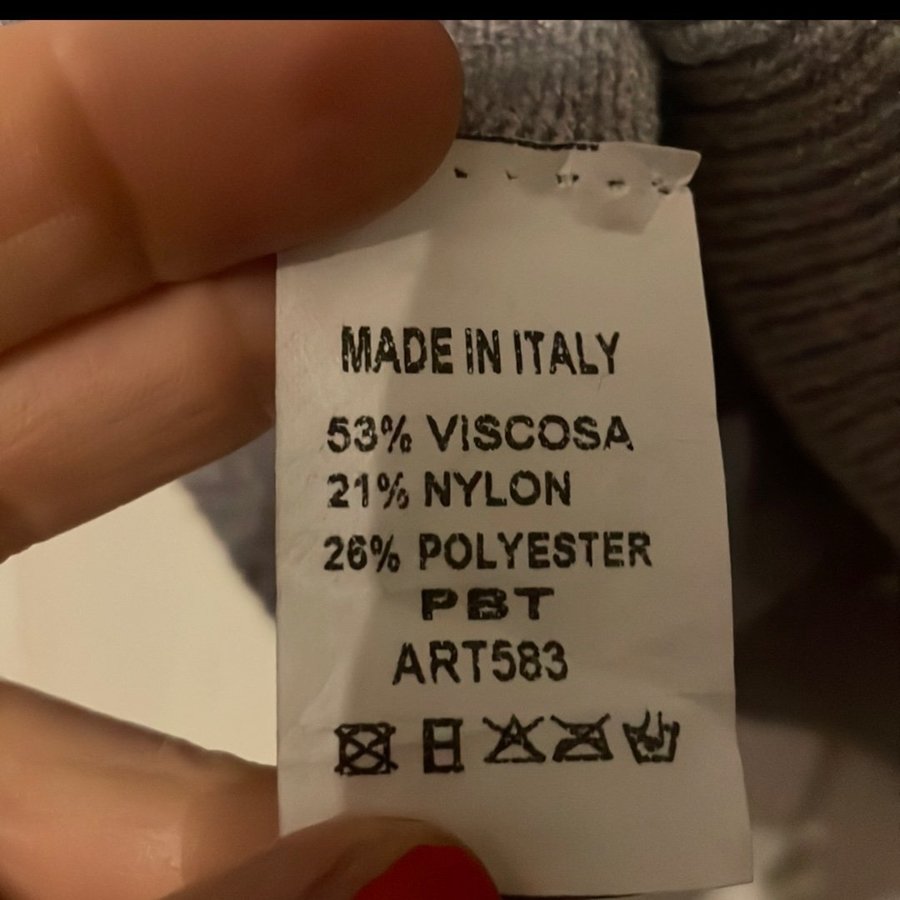 MADE IN ITALY
53% VISCOSA
21% NYLON
26% POLYESTER
PBT
ART583